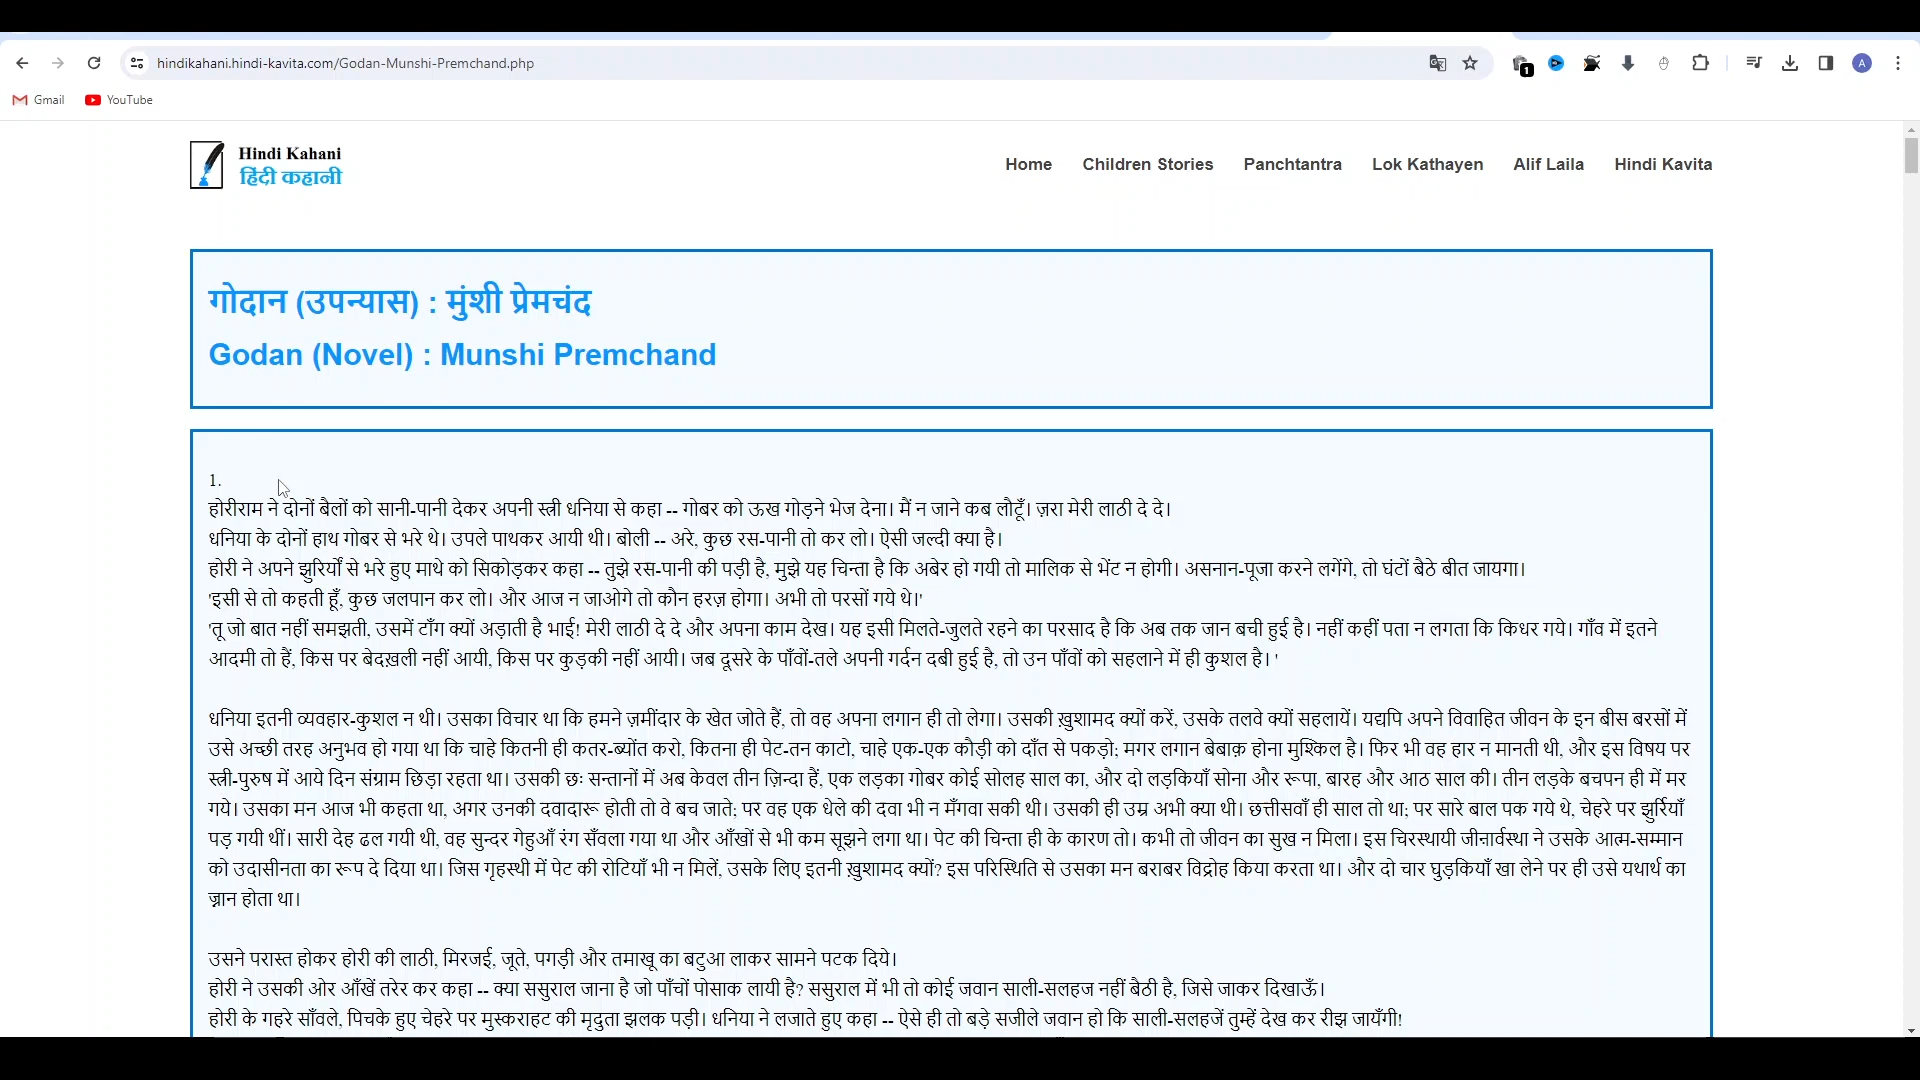 hindikahani.hindi-kavita.com/Godan-Munshi-Premchand.php
1
A
Gmail
YouTube
Hindi Kahani
हिंदी कहानी
Home
Children Stories
Panchtantra
Lok Kathayen
Alif Laila
Hindi Kavita
गोदान (उपन्यास) : मुंशी प्रेमचंद
Godan (Novel) : Munshi Premchand
1.
होरीराम ने दोनों बैलों को सानी-पानी देकर अपनी स्त्री धनिया से कहा -- गोबर को ऊख गोड़ने भेज देना। मैं न जाने कब लौटूँ। ज़रा मेरी लाठी दे दे।
धनिया के दोनों हाथ गोबर से भरे थे। उपले पाथकर आयी थी। बोली -- अरे, कुछ रस-पानी तो कर लो। ऐसी जल्दी क्या है।
होरी ने अपने झुरिर्यों से भरे हुए माथे को सिकोड़कर कहा -- तुझे रस-पानी की पड़ी है, मुझे यह चिन्ता है कि अबेर हो गयी तो मालिक से भेंट न होगी। असनान-पूजा करने लगेंगे, तो घंटों बैठे बीत जायगा।
'इसी से तो कहती हूँ, कुछ जलपान कर लो। और आज न जाओगे तो कौन हरज़ होगा। अभी तो परसों गये थे।'
'तू जो बात नहीं समझती, उसमें टाँग क्यों अड़ाती है भाई! मेरी लाठी दे दे और अपना काम देख। यह इसी मिलते-जुलते रहने का परसाद है कि अब तक जान बची हुई है। नहीं कहीं पता न लगता कि किधर गये। गाँव में इतने
आदमी तो हैं, किस पर बेदख़ली नहीं आयी, किस पर कुड़की नहीं आयी। जब दूसरे के पाँवों-तले अपनी गर्दन दबी हुई है, तो उन पाँवों को सहलाने में ही कुशल है। '
धनिया इतनी व्यवहार-कुशल न थी। उसका विचार था कि हमने ज़मींदार के खेत जोते हैं, तो वह अपना लगान ही तो लेगा। उसकी ख़ुशामद क्यों करें, उसके तलवे क्यों सहलायें। यद्यपि अपने विवाहित जीवन के इन बीस बरसों में
उसे अच्छी तरह अनुभव हो गया था कि चाहे कितनी ही कतर-ब्योंत करो, कितना ही पेट-तन काटो, चाहे एक-एक कौड़ी को दाँत से पकड़ो; मगर लगान बेबाक़ होना मुश्किल है। फिर भी वह हार न मानती थी, और इस विषय पर
स्त्री-पुरुष में आये दिन संग्राम छिड़ा रहता था। उसकी छः सन्तानों में अब केवल तीन ज़िन्दा हैं, एक लड़का गोबर कोई सोलह साल का, और दो लड़कियाँ सोना और रूपा, बारह और आठ साल की। तीन लड़के बचपन ही में मर
गये। उसका मन आज भी कहता था, अगर उनकी दवादारू होती तो वे बच जाते; पर वह एक धेले की दवा भी न मँगवा सकी थी। उसकी ही उम्र अभी क्या थी। छत्तीसवाँ ही साल तो था; पर सारे बाल पक गये थे, चेहरे पर झुर्रियाँ
पड़ गयी थीं। सारी देह ढल गयी थी, वह सुन्दर गेहुआँ रंग सँवला गया था और आँखों से भी कम सूझने लगा था। पेट की चिन्ता ही के कारण तो। कभी तो जीवन का सुख न मिला। इस चिरस्थायी जीनार्वस्था ने उसके आत्म-सम्मान
को उदासीनता का रूप दे दिया था। जिस गृहस्थी में पेट की रोटियाँ भी न मिलें, उसके लिए इतनी ख़ुशामद क्यों? इस परिस्थिति से उसका मन बराबर विद्रोह किया करता था। और दो चार घुड़कियाँ खा लेने पर ही उसे यथार्थ का
ज्ञान होता था।
उसने परास्त होकर होरी की लाठी, मिरजई, जूते, पगड़ी और तमाखू का बटुआ लाकर सामने पटक दिये।
होरी ने उसकी ओर आँखें तरेर कर कहा -- क्या ससुराल जाना है जो पाँचों पोसाक लायी है? ससुराल में भी तो कोई जवान साली-सलहज नहीं बैठी है, जिसे जाकर दिखाऊँ।
होरी के गहरे साँवले, पिचके हुए चेहरे पर मुस्कराहट की मृदुता झलक पड़ी। धनिया ने लजाते हुए कहा -- ऐसे ही तो बड़े सजीले जवान हो कि साली-सलहजें तुम्हें देख कर रीझ जायँगी!